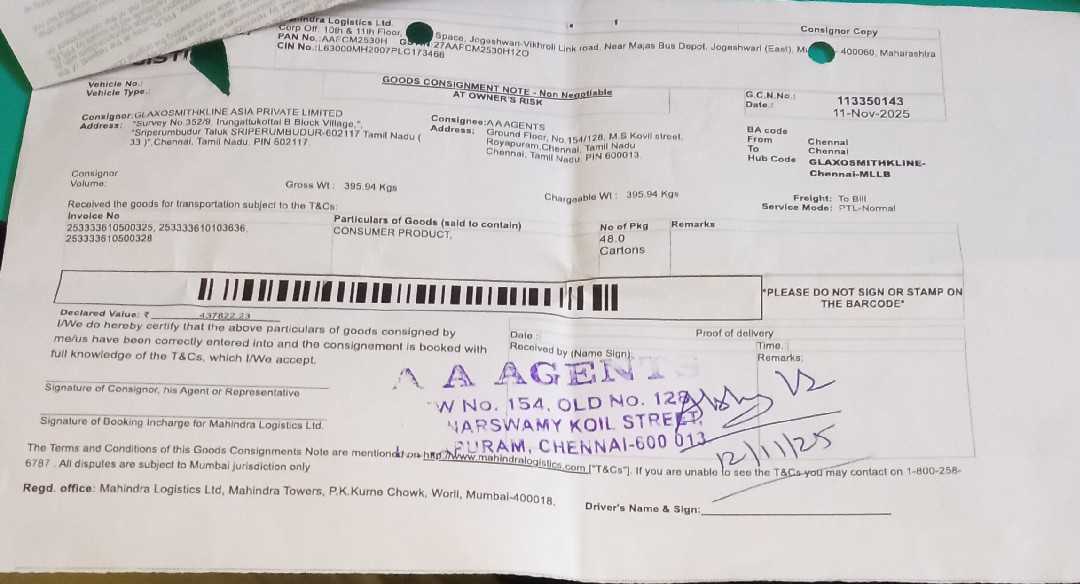 Mahindra Logistics Ltd.
Consignor Copy
Corp Off. 10th & 11th Floor, Space, Jogeshwari-Vikhroli Link road, Near Majas Bus Depot, Jogeshwari (East), 400060, Maharashtra
PAN No.:AAFCM2530H 27AAFCM2530H1ZO
CIN No.:L63000MH2007PLC173466
Vehicle No.:
Vehicle Type.:
GOODS CONSIGNMENT NOTE - Non Negotiable
AT OWNER'S RISK
G.C.N.No.: 113350143
Date.: 11-Nov-2025
Consignor:GLAXOSMITHKLINE ASIA PRIVATE LIMITED
Address: "Survey No.352/9, Irungattukottai B Block Village,",
"Sriperumbudur Taluk SRIPERUMBUDUR-602117 Tamil Nadu (
33 )",Chennai, Tamil Nadu. PIN 602117.
Consignee:AAAGENTS
Address: Ground Floor, No.154/128, M.S Kovil street,
Royapuram,Chennai, Tamil Nadu
Chennai, Tamil Nadu. PIN 600013.
BA code
From Chennai
To Chennai
Hub Code GLAXOSMITHKLINE-
Chennai-MLLB
Consignor
Volume:
Gross Wt : 395.94 Kgs
Chargeable Wt : 395.94 Kgs
Freight: To Bill
Service Mode: PTL-Normal
Received the goods for transportation subject to the T&Cs:
Invoice No
253333610500325, 253333610103636,
253333610500328
Particulars of Goods (said to contain)
CONSUMER PRODUCT,
No of Pkg
48.0
Cartons
Remarks
*PLEASE DO NOT SIGN OR STAMP ON
THE BARCODE*
Declared Value: ₹ 437822.23
I/We do hereby certify that the above particulars of goods consigned by
me/us have been correctly entered into and the consignement is booked with
full knowledge of the T&Cs, which I/We accept.
Signature of Consignor, his Agent or Representative
Signature of Booking Incharge for Mahindra Logistics Ltd.
Proof of delivery
Date :
Time.
Received by (Name Sign):
Remarks:
A A AGENTS
W No. 154, OLD No. 128,
NARSWAMY KOIL STREET,
PURAM, CHENNAI-600 013
12/11/25
The Terms and Conditions of this Goods Consignments Note are mentioned on http://www.mahindralogistics.com ["T&Cs"]. If you are unable to see the T&Cs you may contact on 1-800-258-
6787 . All disputes are subject to Mumbai jurisdiction only
Regd. office: Mahindra Logistics Ltd, Mahindra Towers, P.K.Kurne Chowk, Worli, Mumbai-400018.
Driver's Name & Sign: